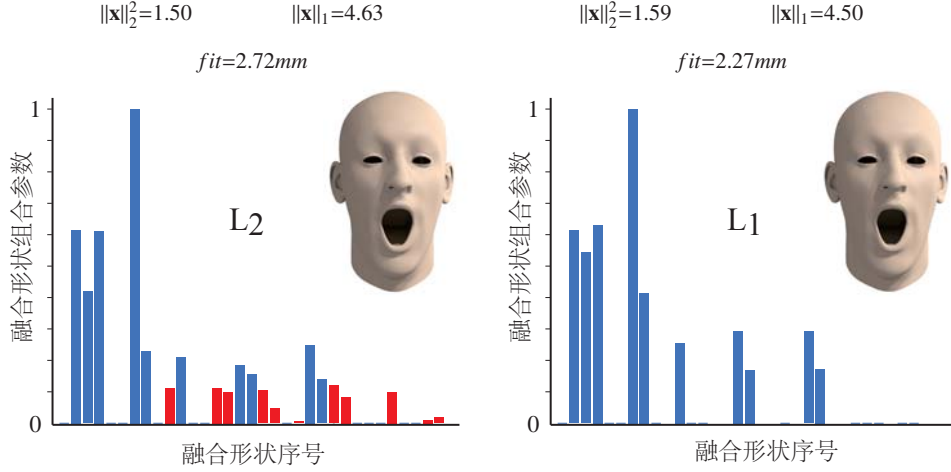 ‖x‖₂²=1.50 ‖x‖₁=4.63
fit=2.72mm
1
融合形状组合参数
L₂
0
融合形状序号
‖x‖₂²=1.59 ‖x‖₁=4.50
fit=2.27mm
1
融合形状组合参数
L₁
0
融合形状序号